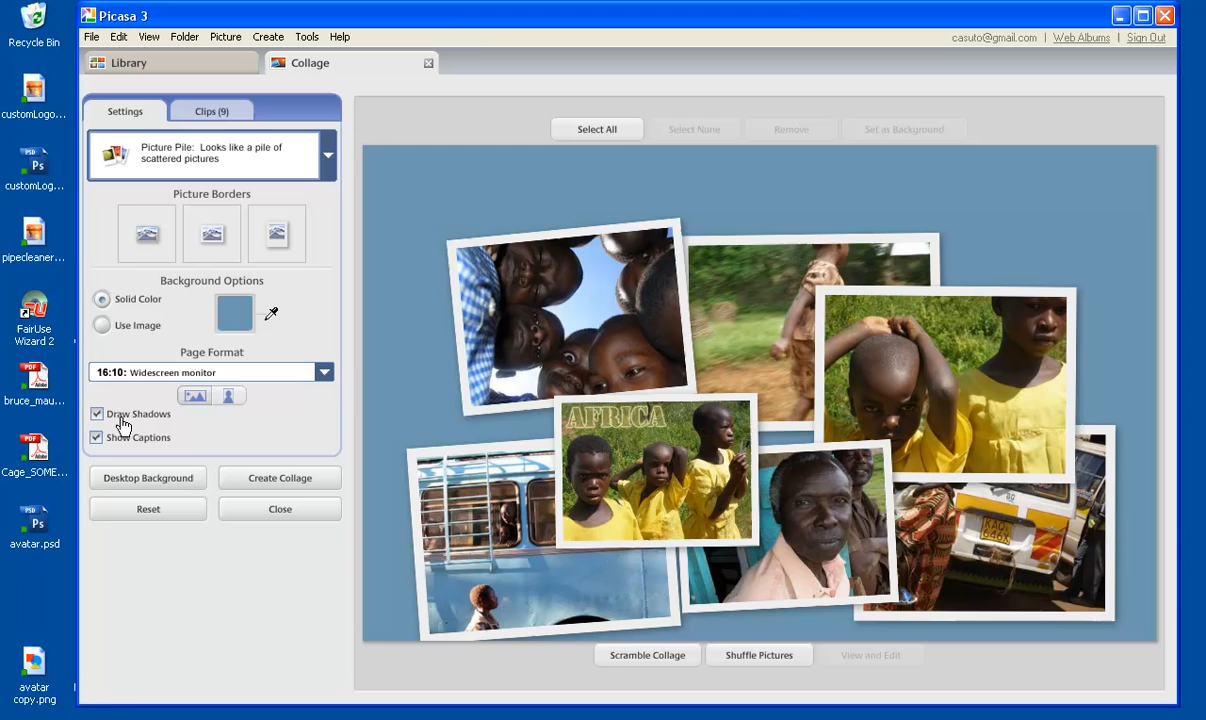 Picasa 3
File Edit View Folder Picture Create Tools Help
casuto@gmail.com | Web Albums | Sign Out
Library
Collage
Settings
Clips (9)
Picture Pile: Looks like a pile of
scattered pictures
Picture Borders
Background Options
Solid Color
Use Image
Page Format
16:10: Widescreen monitor
Draw Shadows
Show Captions
Desktop Background
Create Collage
Reset
Close
Select All
Select None
Remove
Set as Background
AFRICA
Scramble Collage
Shuffle Pictures
View and Edit
Recycle Bin
customLogo...
customLog...
pipecleaner...
FairUse
Wizard 2
bruce_mau...
Cage_SOME...
avatar.psd
avatar
copy.png